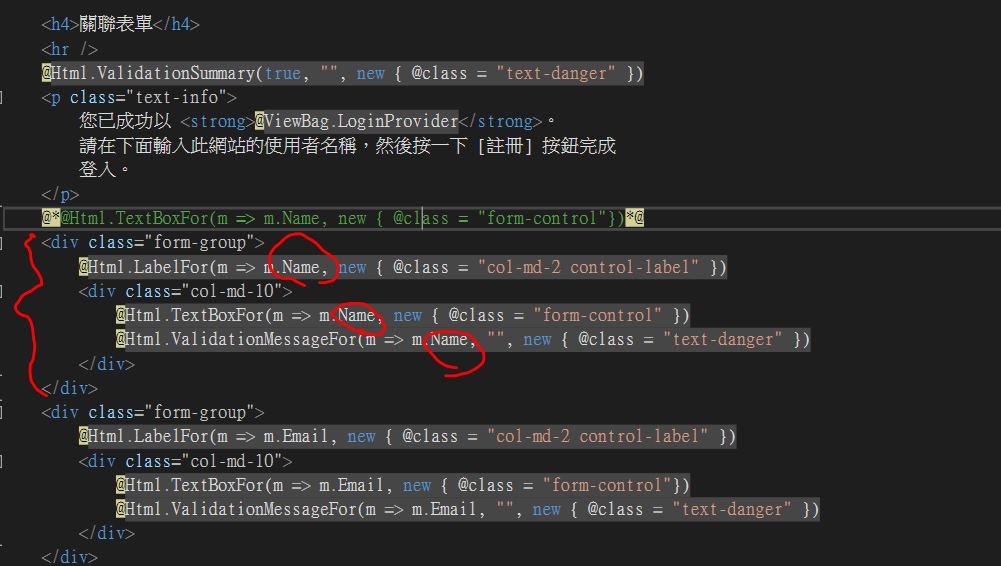 <h4>關聯表單</h4>
<hr />
@Html.ValidationSummary(true, "", new { @class = "text-danger" })
<p class="text-info">
您已成功以 <strong>@ViewBag.LoginProvider</strong>。
請在下面輸入此網站的使用者名稱，然後按一下 [註冊] 按鈕完成
登入。
</p>
@*@Html.TextBoxFor(m => m.Name, new { @class = "form-control"})*@
<div class="form-group">
@Html.LabelFor(m => m.Name, new { @class = "col-md-2 control-label" })
<div class="col-md-10">
@Html.TextBoxFor(m => m.Name, new { @class = "form-control" })
@Html.ValidationMessageFor(m => m.Name, "", new { @class = "text-danger" })
</div>
</div>
<div class="form-group">
@Html.LabelFor(m => m.Email, new { @class = "col-md-2 control-label" })
<div class="col-md-10">
@Html.TextBoxFor(m => m.Email, new { @class = "form-control"})
@Html.ValidationMessageFor(m => m.Email, "", new { @class = "text-danger" })
</div>
</div>